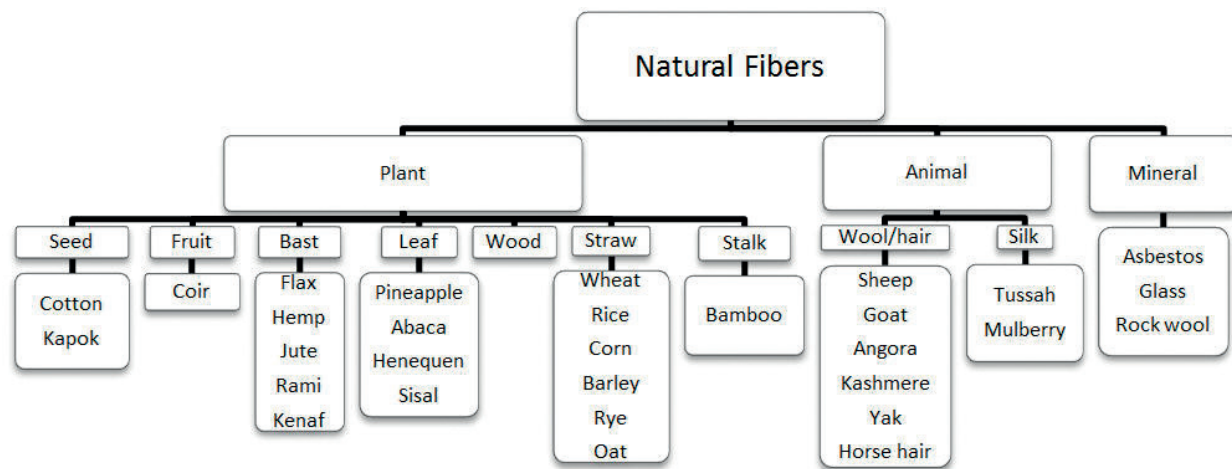 Natural Fibers
Plant
Animal
Mineral
Seed
Fruit
Bast
Leaf
Wood
Straw
Stalk
Wool/hair
Silk
Cotton
Kapok
Coir
Flax
Hemp
Jute
Rami
Kenaf
Pineapple
Abaca
Henequen
Sisal
Wheat
Rice
Corn
Barley
Rye
Oat
Bamboo
Sheep
Goat
Angora
Kashmere
Yak
Horse hair
Tussah
Mulberry
Asbestos
Glass
Rock wool